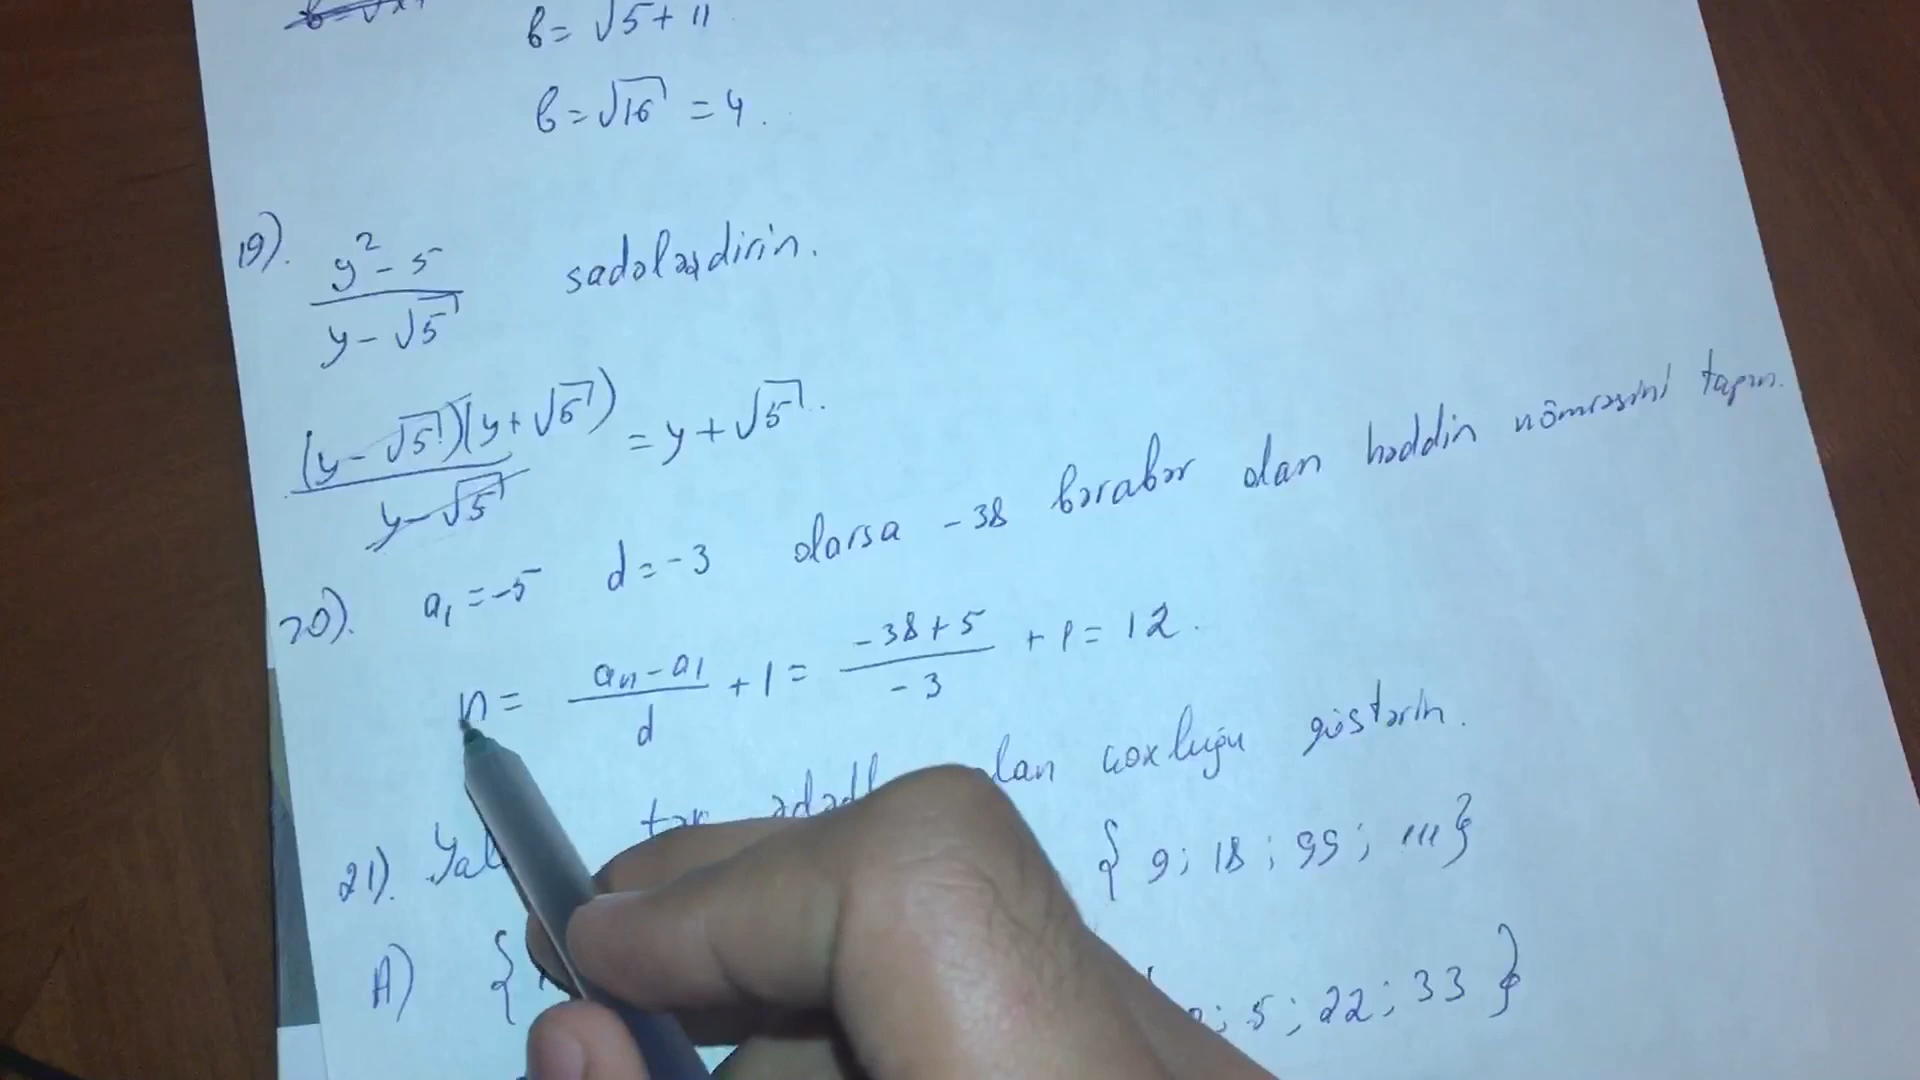 b = √5 + 11
b = √16 = 4.
19). (y² - 5)/(y - √5) sadələşdirin.
((y - √5)(y + √5))/(y - √5) = y + √5.
20). a₁ = -5 d = -3 olarsa -38 bərabər olan həddin nömrəsini tapın.
n = (aₙ - a₁)/d + 1 = (-38 + 5)/(-3) + 1 = 12.
21). çoxluğu göstərin.
{ 9; 18; 99; 111 }
A) { ; 5; 22; 33 }